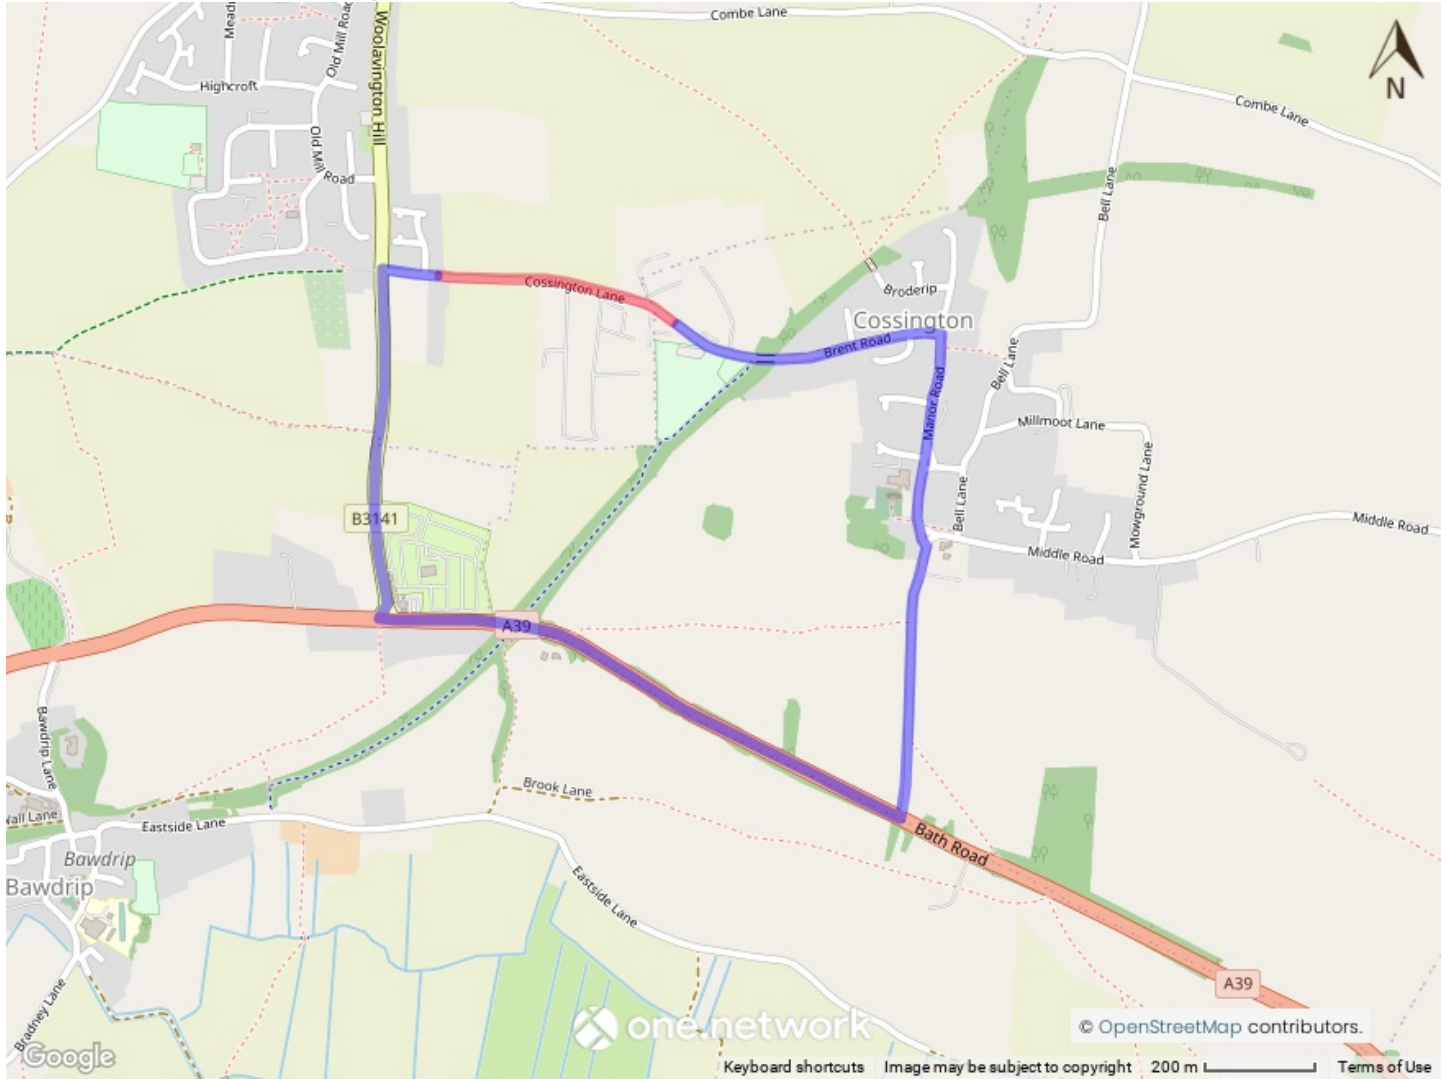 Combe Lane
Mead
Old Mill Road
Woolavington Hill
N
Highcroft
Combe Lane
Old Mill
Road
Bell Lane
Cossington Lane
Broderip
Cossington
Brent Road
Bell Lane
Manor Road
Millmoot Lane
Mowground Lane
B3141
Bell Lane
Middle Road
Middle Road
A39
Bawdrip Lane
Brook Lane
Wall Lane
Eastside Lane
Bath Road
Bawdrip
Bawdrip
Eastside Lane
A39
Bradney Lane
one.network
© OpenStreetMap contributors.
Google
Keyboard shortcuts Image may be subject to copyright 200 m Terms of Use